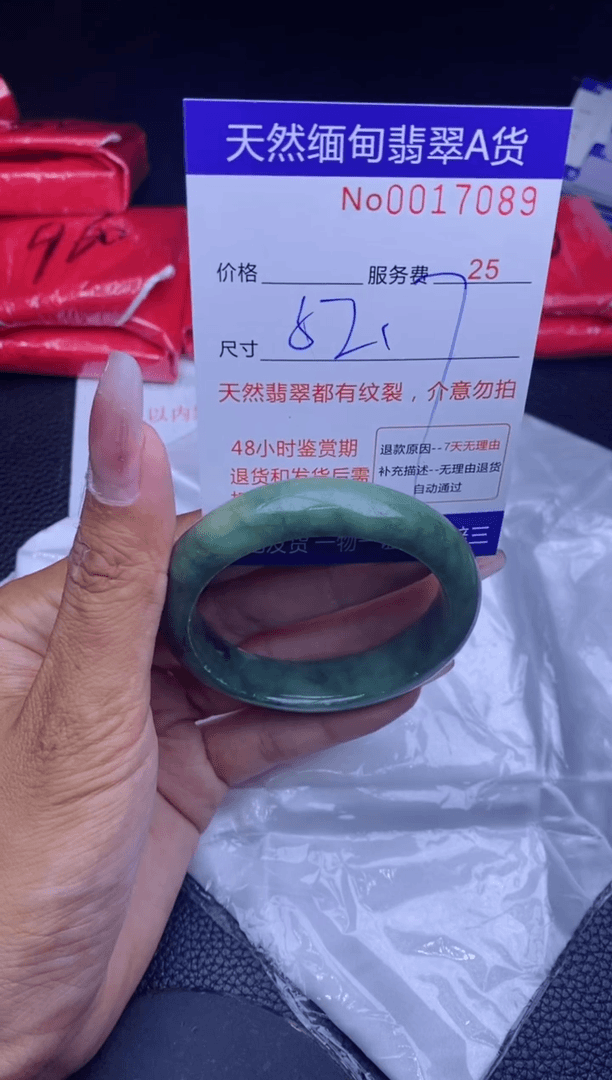 天然缅甸翡翠A货
No0017089
价格 服务费 25
尺寸
天然翡翠都有纹裂，介意勿拍
48小时鉴赏期
退货和发货后需
退款原因--7天无理由
补充描述--无理由退货
自动通过
以内
980